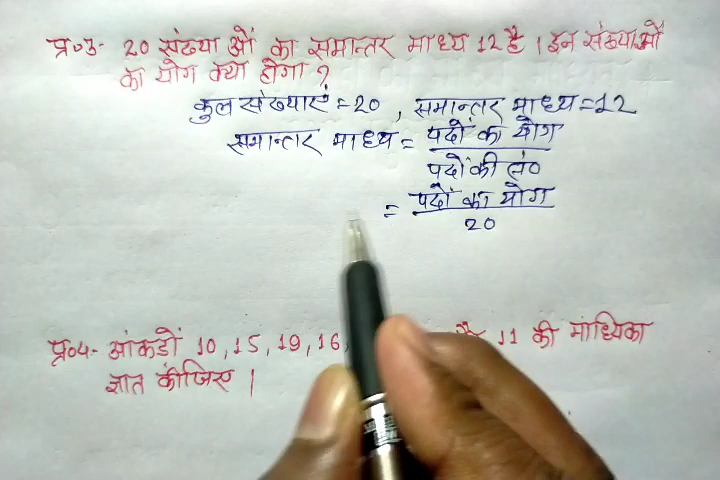 प्र०3- 20 संख्याओं का समान्तर माध्य 12 है । इन संख्याओं
का योग क्या होगा ?
कुल संख्याएं = 20 , समान्तर माध्य = 12
समान्तर माध्य = पदों का योग
पदों की सं०
= पदों का योग
20
प्र०4- आंकडों 10, 15, 19, 16, 11 की माध्यिका
ज्ञात कीजिए ।